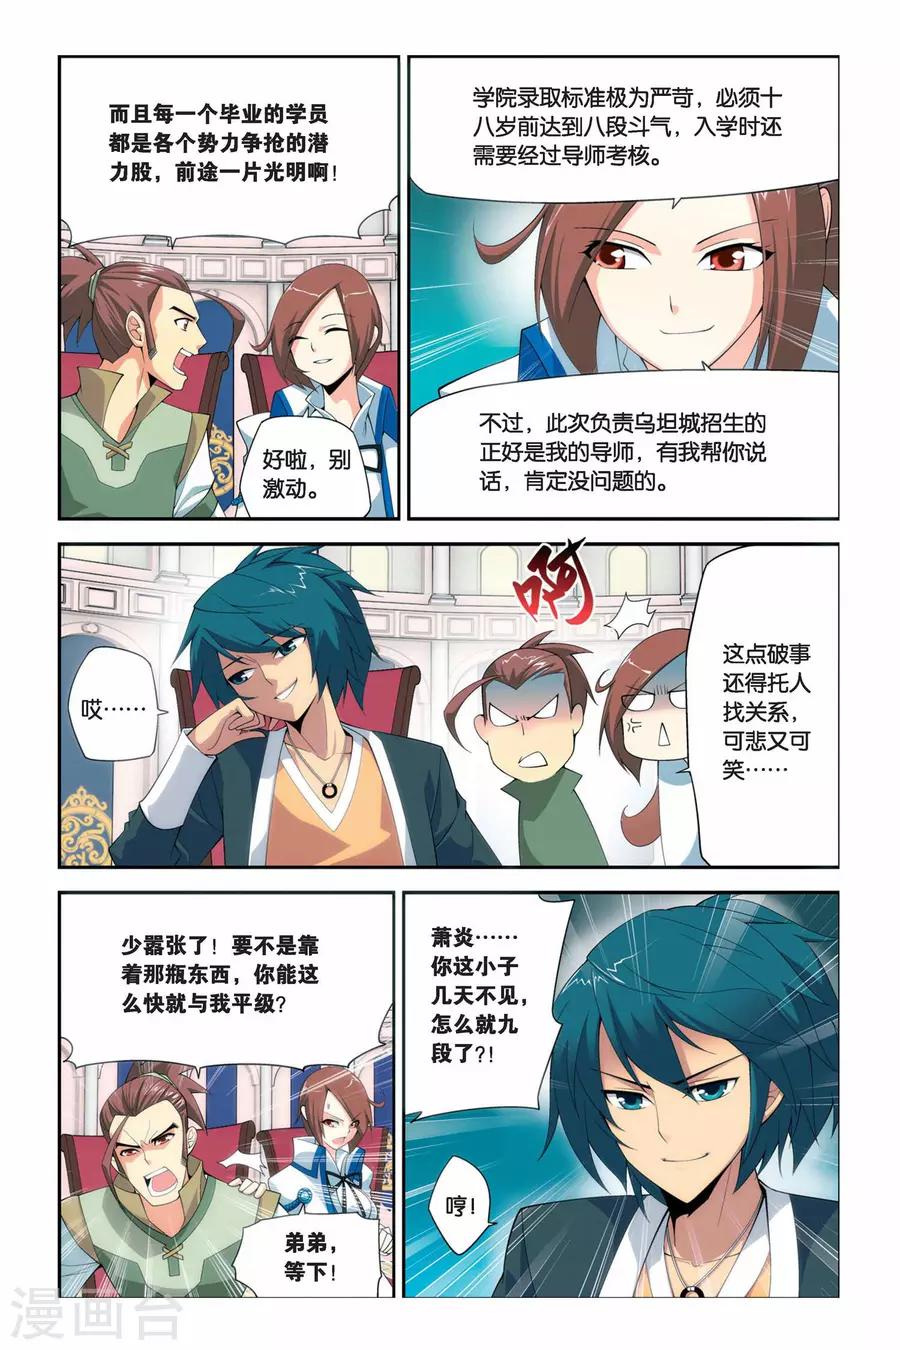 而且每一个毕业的学员
都是各个势力争抢的潜
力股，前途一片光明啊！
好啦，别
激动。
学院录取标准极为严苛，必须十
八岁前达到八段斗气，入学时还
需要经过导师考核。
不过，此次负责乌坦城招生的
正好是我的导师，有我帮你说
话，肯定没问题的。
哎……
啊
这点破事
还得托人
找关系，
可悲又可
笑……
少嚣张了！要不是靠
着那瓶东西，你能这
么快就与我平级？
弟弟，
等下！
萧炎……
你这小子
几天不见，
怎么就九
段了？！
哼！
漫画台